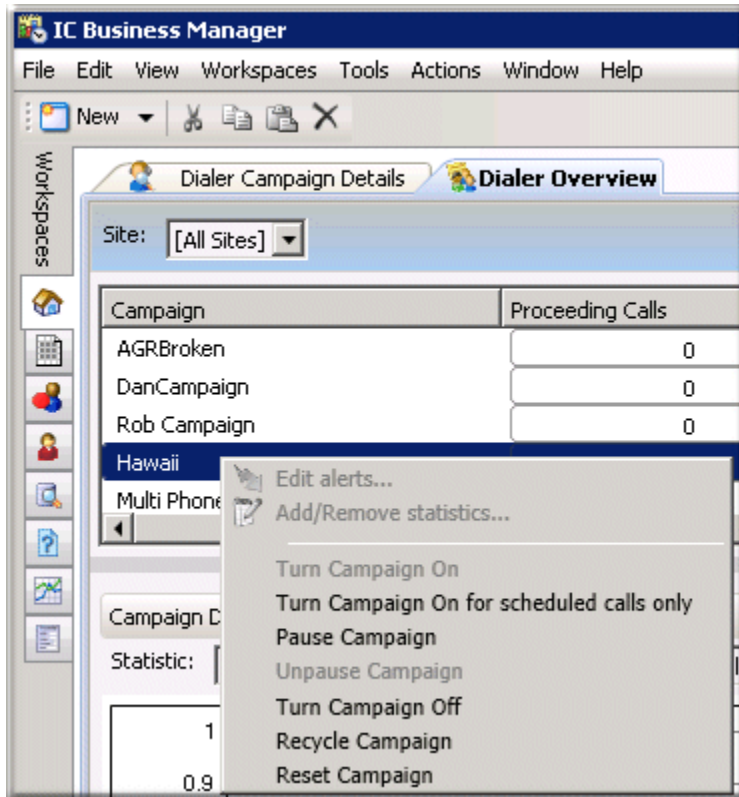 IC Business Manager
File Edit View Workspaces Tools Actions Window Help
New
Workspaces
Dialer Campaign Details Dialer Overview
Site: [All Sites]
Campaign Proceeding Calls
AGRBroken 0
DanCampaign 0
Rob Campaign 0
Hawaii
Multi Phone
Edit alerts...
Add/Remove statistics...
Turn Campaign On
Turn Campaign On for scheduled calls only
Pause Campaign
Unpause Campaign
Turn Campaign Off
Recycle Campaign
Reset Campaign
Campaign D
Statistic:
1
0.9